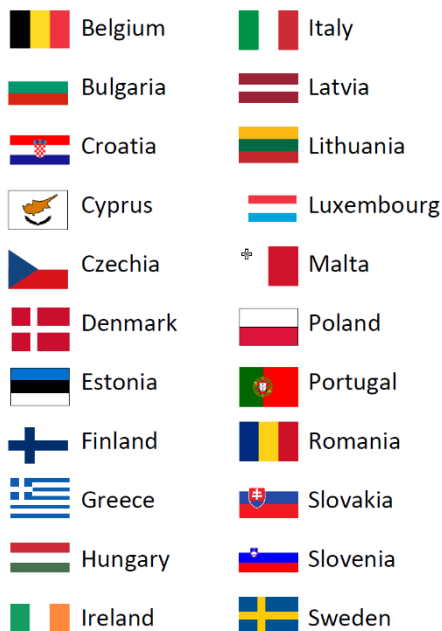 Belgium
Bulgaria
Croatia
Cyprus
Czechia
Denmark
Estonia
Finland
Greece
Hungary
Ireland
Italy
Latvia
Lithuania
Luxembourg
Malta
Poland
Portugal
Romania
Slovakia
Slovenia
Sweden